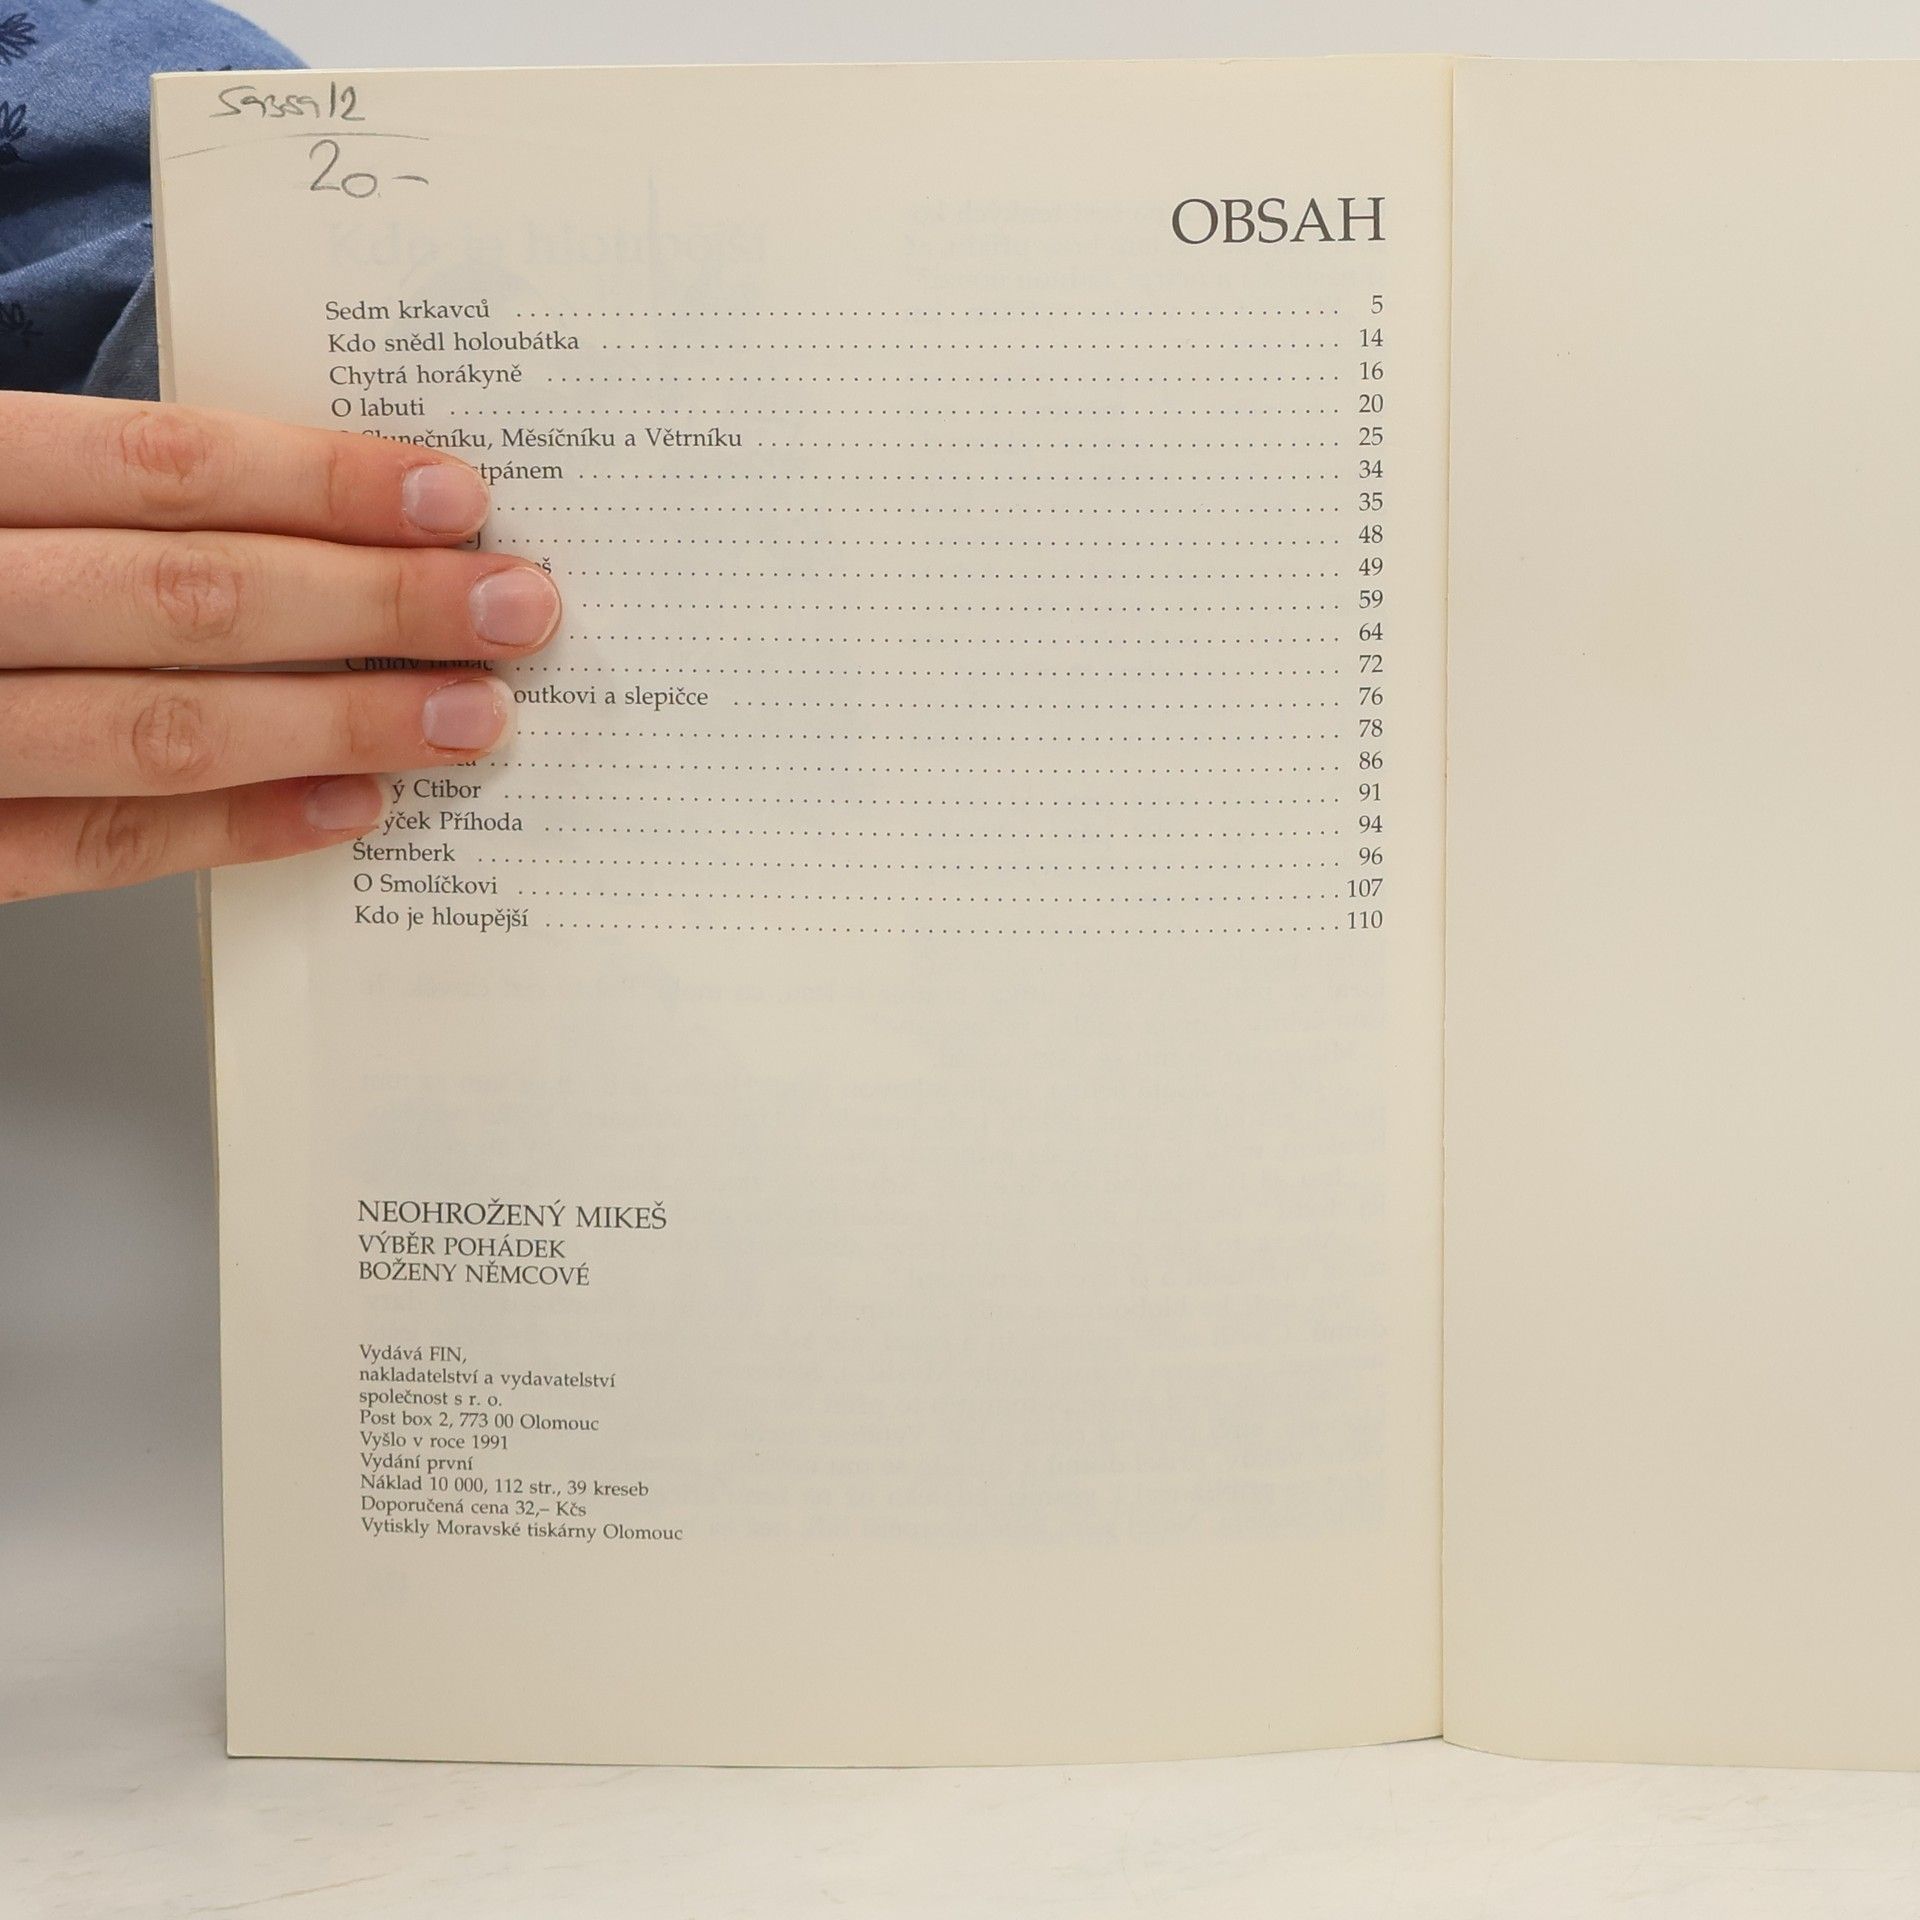 59359/2
20.–
OBSAH
Sedm krkavců 5
Kdo snědl holoubátka 14
Chytrá horákyně 16
O labuti 20
O Slunečníku, Měsíčníku a Větrníku 25
stpánem 34
35
48
š 49
59
64
Chudý 72
outkovi a slepičce 76
78
86
ý Ctibor 91
ýček Příhoda 94
Šternberk 96
O Smolíčkovi 107
Kdo je hloupější 110
NEOHROŽENÝ MIKEŠ
VÝBĚR POHÁDEK
BOŽENY NĚMCOVÉ
Vydává FIN,
nakladatelství a vydavatelství
společnost s r. o.
Post box 2, 773 00 Olomouc
Vyšlo v roce 1991
Vydání první
Náklad 10 000, 112 str., 39 kreseb
Doporučená cena 32,– Kčs
Vytiskly Moravské tiskárny Olomouc